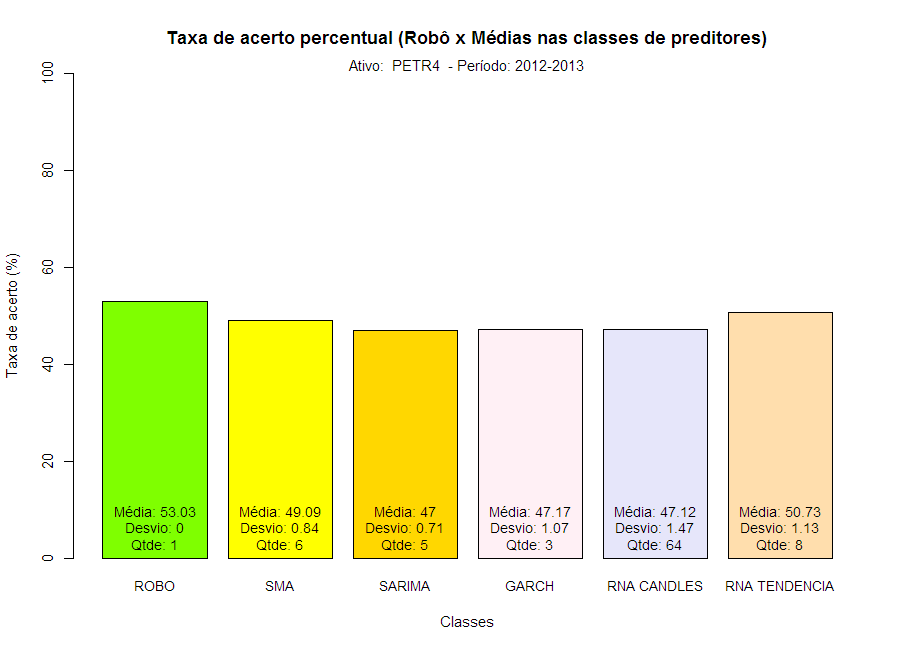 Taxa de acerto percentual (Robô x Médias nas classes de preditores)
Ativo:  PETR4  - Período: 2012-2013
Taxa de acerto (%)
100
80
60
40
20
0
Média: 53.03
Desvio: 0
Qtde: 1
Média: 49.09
Desvio: 0.84
Qtde: 6
Média: 47
Desvio: 0.71
Qtde: 5
Média: 47.17
Desvio: 1.07
Qtde: 3
Média: 47.12
Desvio: 1.47
Qtde: 64
Média: 50.73
Desvio: 1.13
Qtde: 8
ROBO
SMA
SARIMA
GARCH
RNA CANDLES
RNA TENDENCIA
Classes